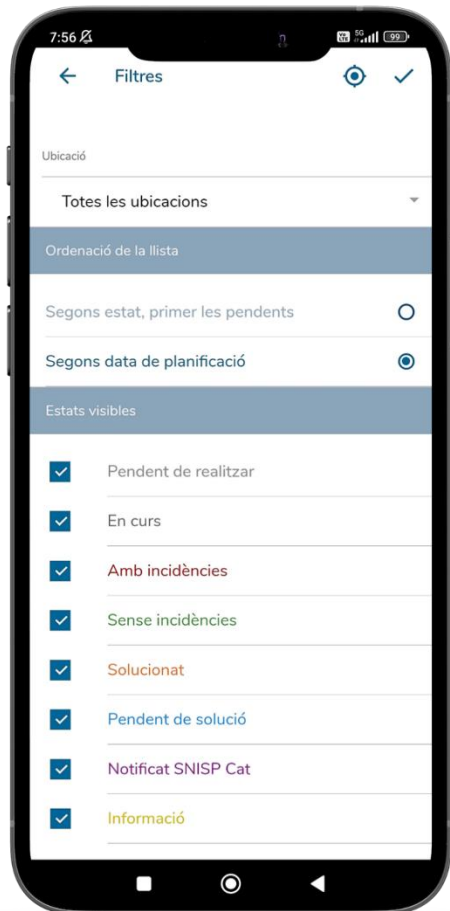 7:56
5G
99
Filtres
Ubicació
Totes les ubicacions
Ordenació de la llista
Segons estat, primer les pendents
Segons data de planificació
Estats visibles
Pendent de realitzar
En curs
Amb incidències
Sense incidències
Solucionat
Pendent de solució
Notificat SNISP Cat
Informació